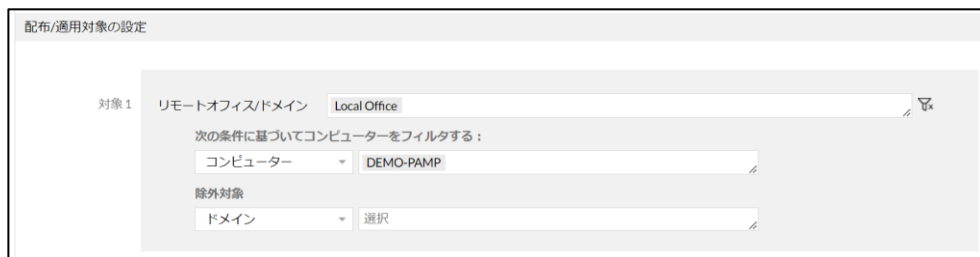 配布/適用対象の設定
対象 1 リモートオフィス/ドメイン Local Office
次の条件に基づいてコンピューターをフィルタする：
コンピューター DEMO-PAMP
除外対象
ドメイン 選択